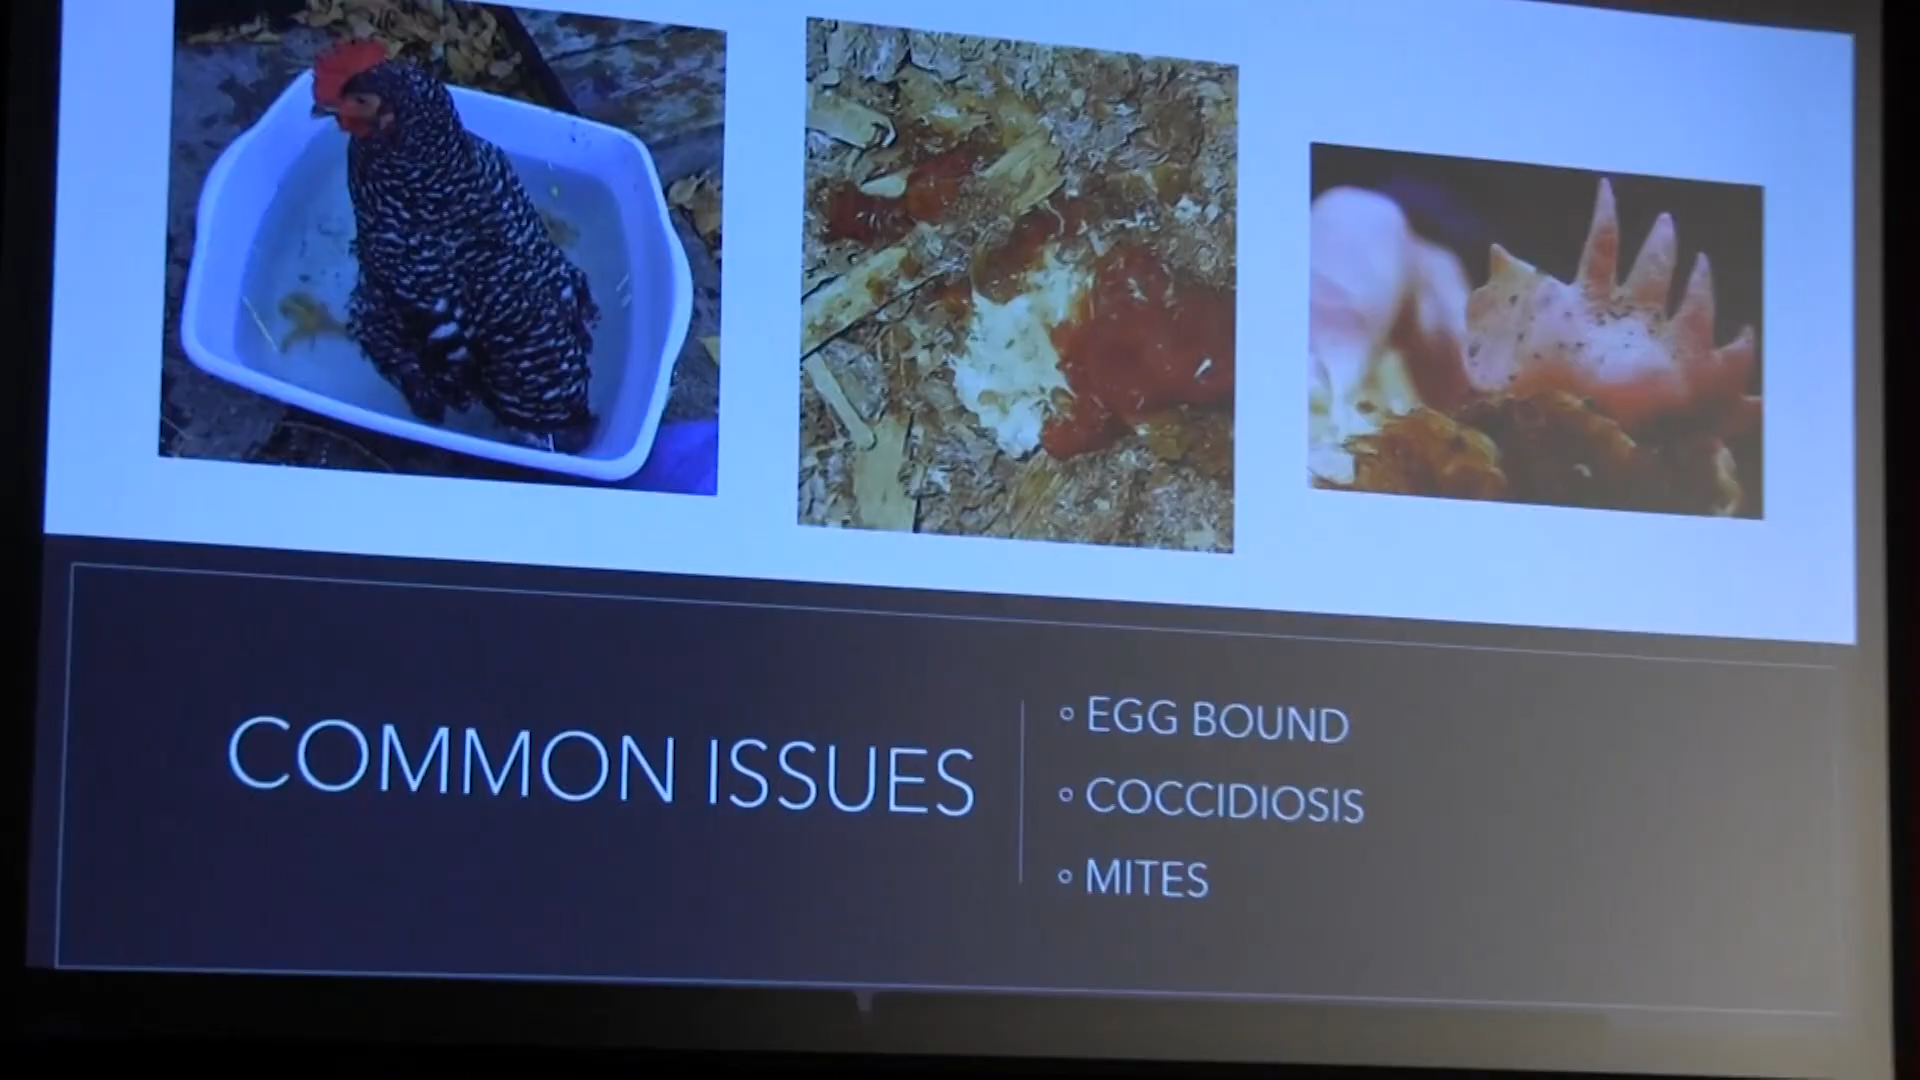 COMMON ISSUES
◦ EGG BOUND
◦ COCCIDIOSIS
◦ MITES